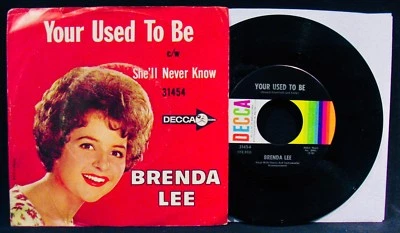 Your Used To Be
c/w
She'll Never Know
31454
DECCA
BRENDA
LEE
DECCA
YOUR USED TO BE
31454
BRENDA LEE